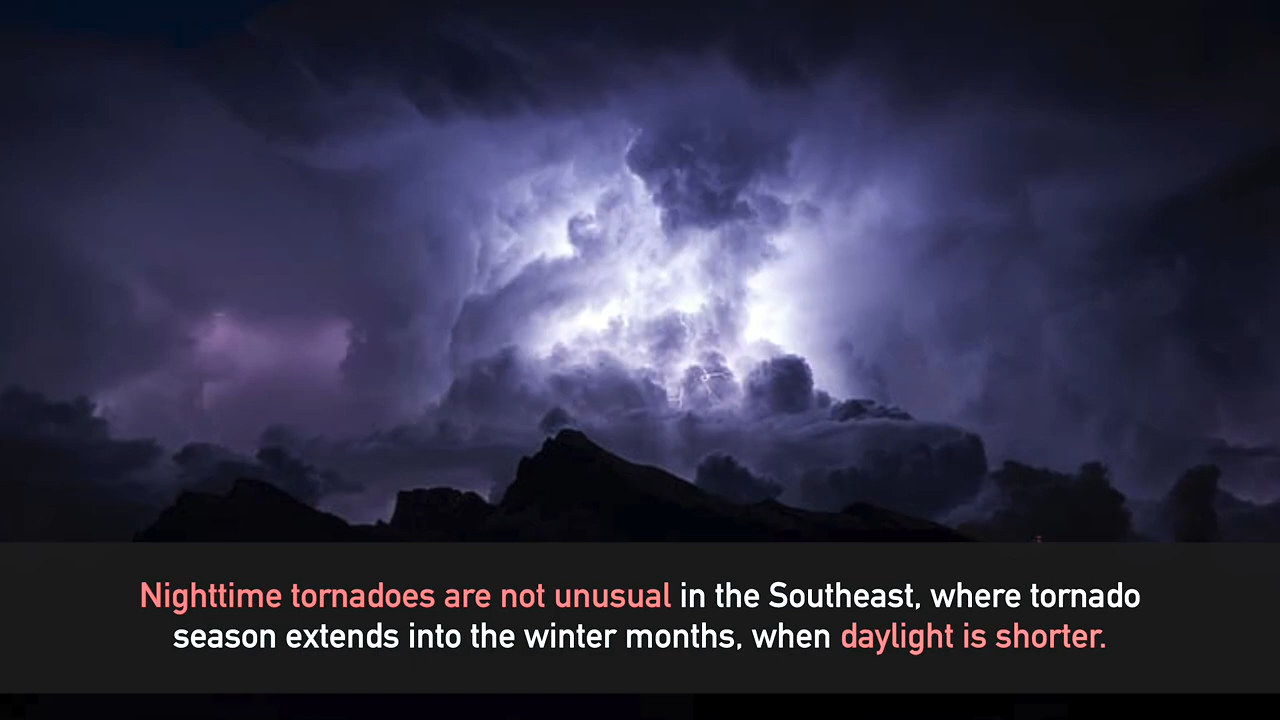 Nighttime tornadoes are not unusual in the Southeast, where tornado
season extends into the winter months, when daylight is shorter.